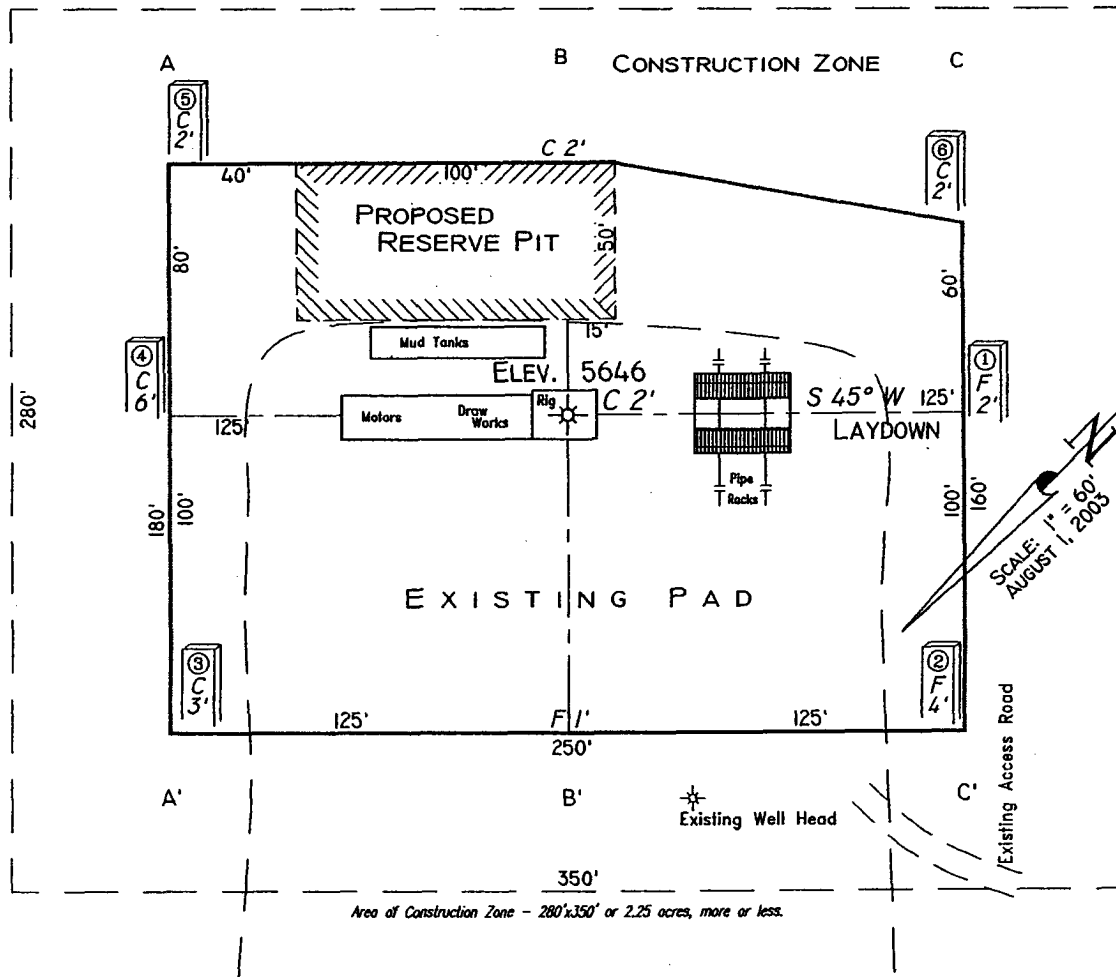 A
B
CONSTRUCTION ZONE
C
⑤
C
2'
⑥
C
2'
C 2'
40'
100'
PROPOSED
RESERVE PIT
50'
80'
60'
15'
Mud Tanks
ELEV. 5646
④
C
6'
①
F
2'
280'
Rig
C 2'
S 45° W
125'
125'
Motors
Draw
Works
LAYDOWN
Pipe
Racks
N
SCALE: 1" = 60'
AUGUST 1, 2003
180'
100'
100'
160'
EXISTING PAD
③
C
3'
②
F
4'
125'
F 1'
125'
250'
Existing Access Road
A'
B'
C'
Existing Well Head
350'
Area of Construction Zone - 280'x350' or 2.25 acres, more or less.